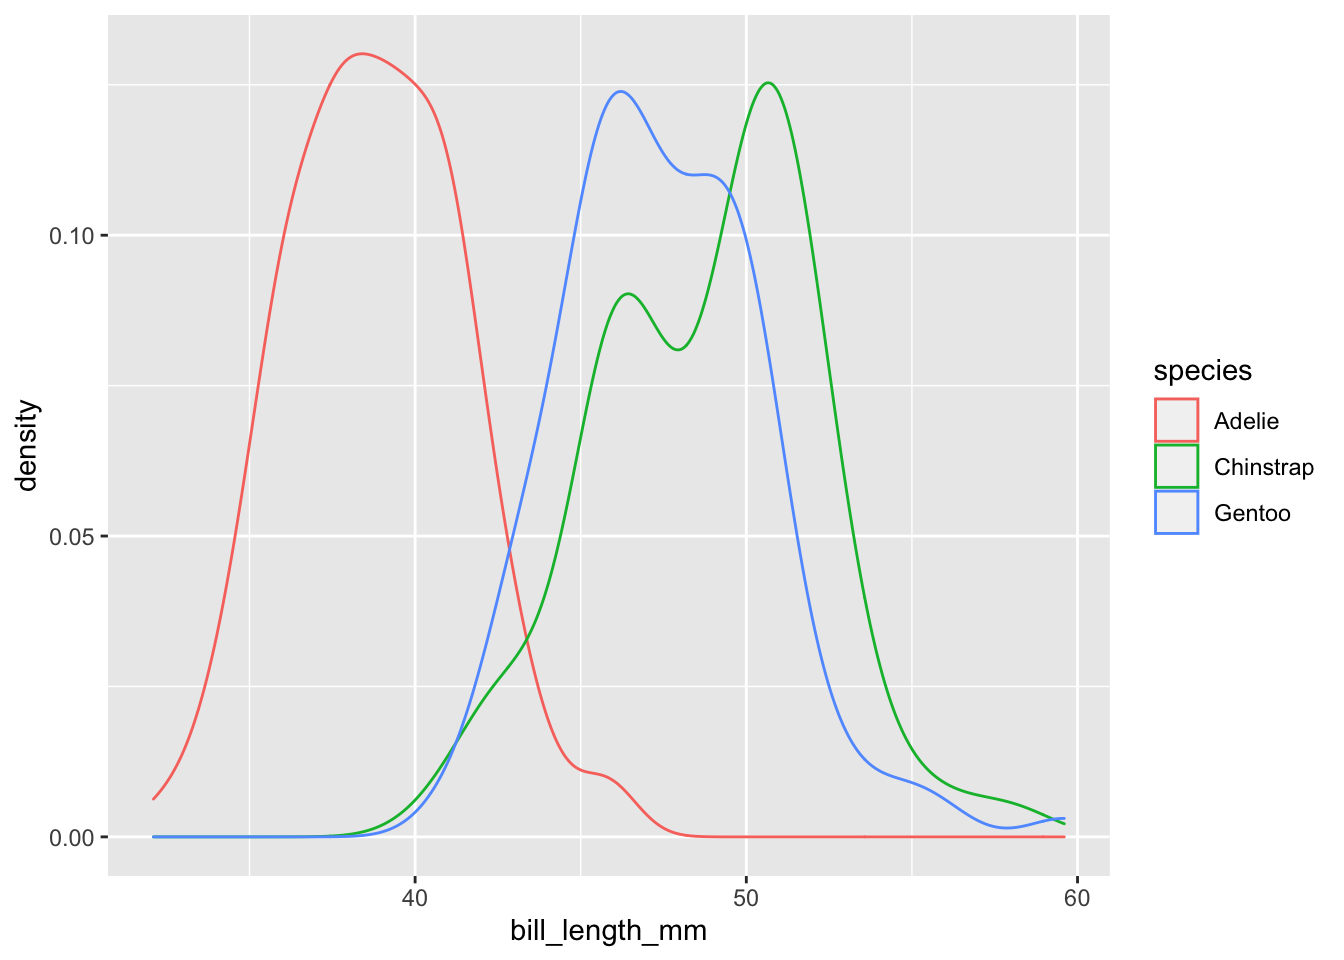 density
0.10
0.05
0.00
40
50
60
bill_length_mm
species
Adelie
Chinstrap
Gentoo